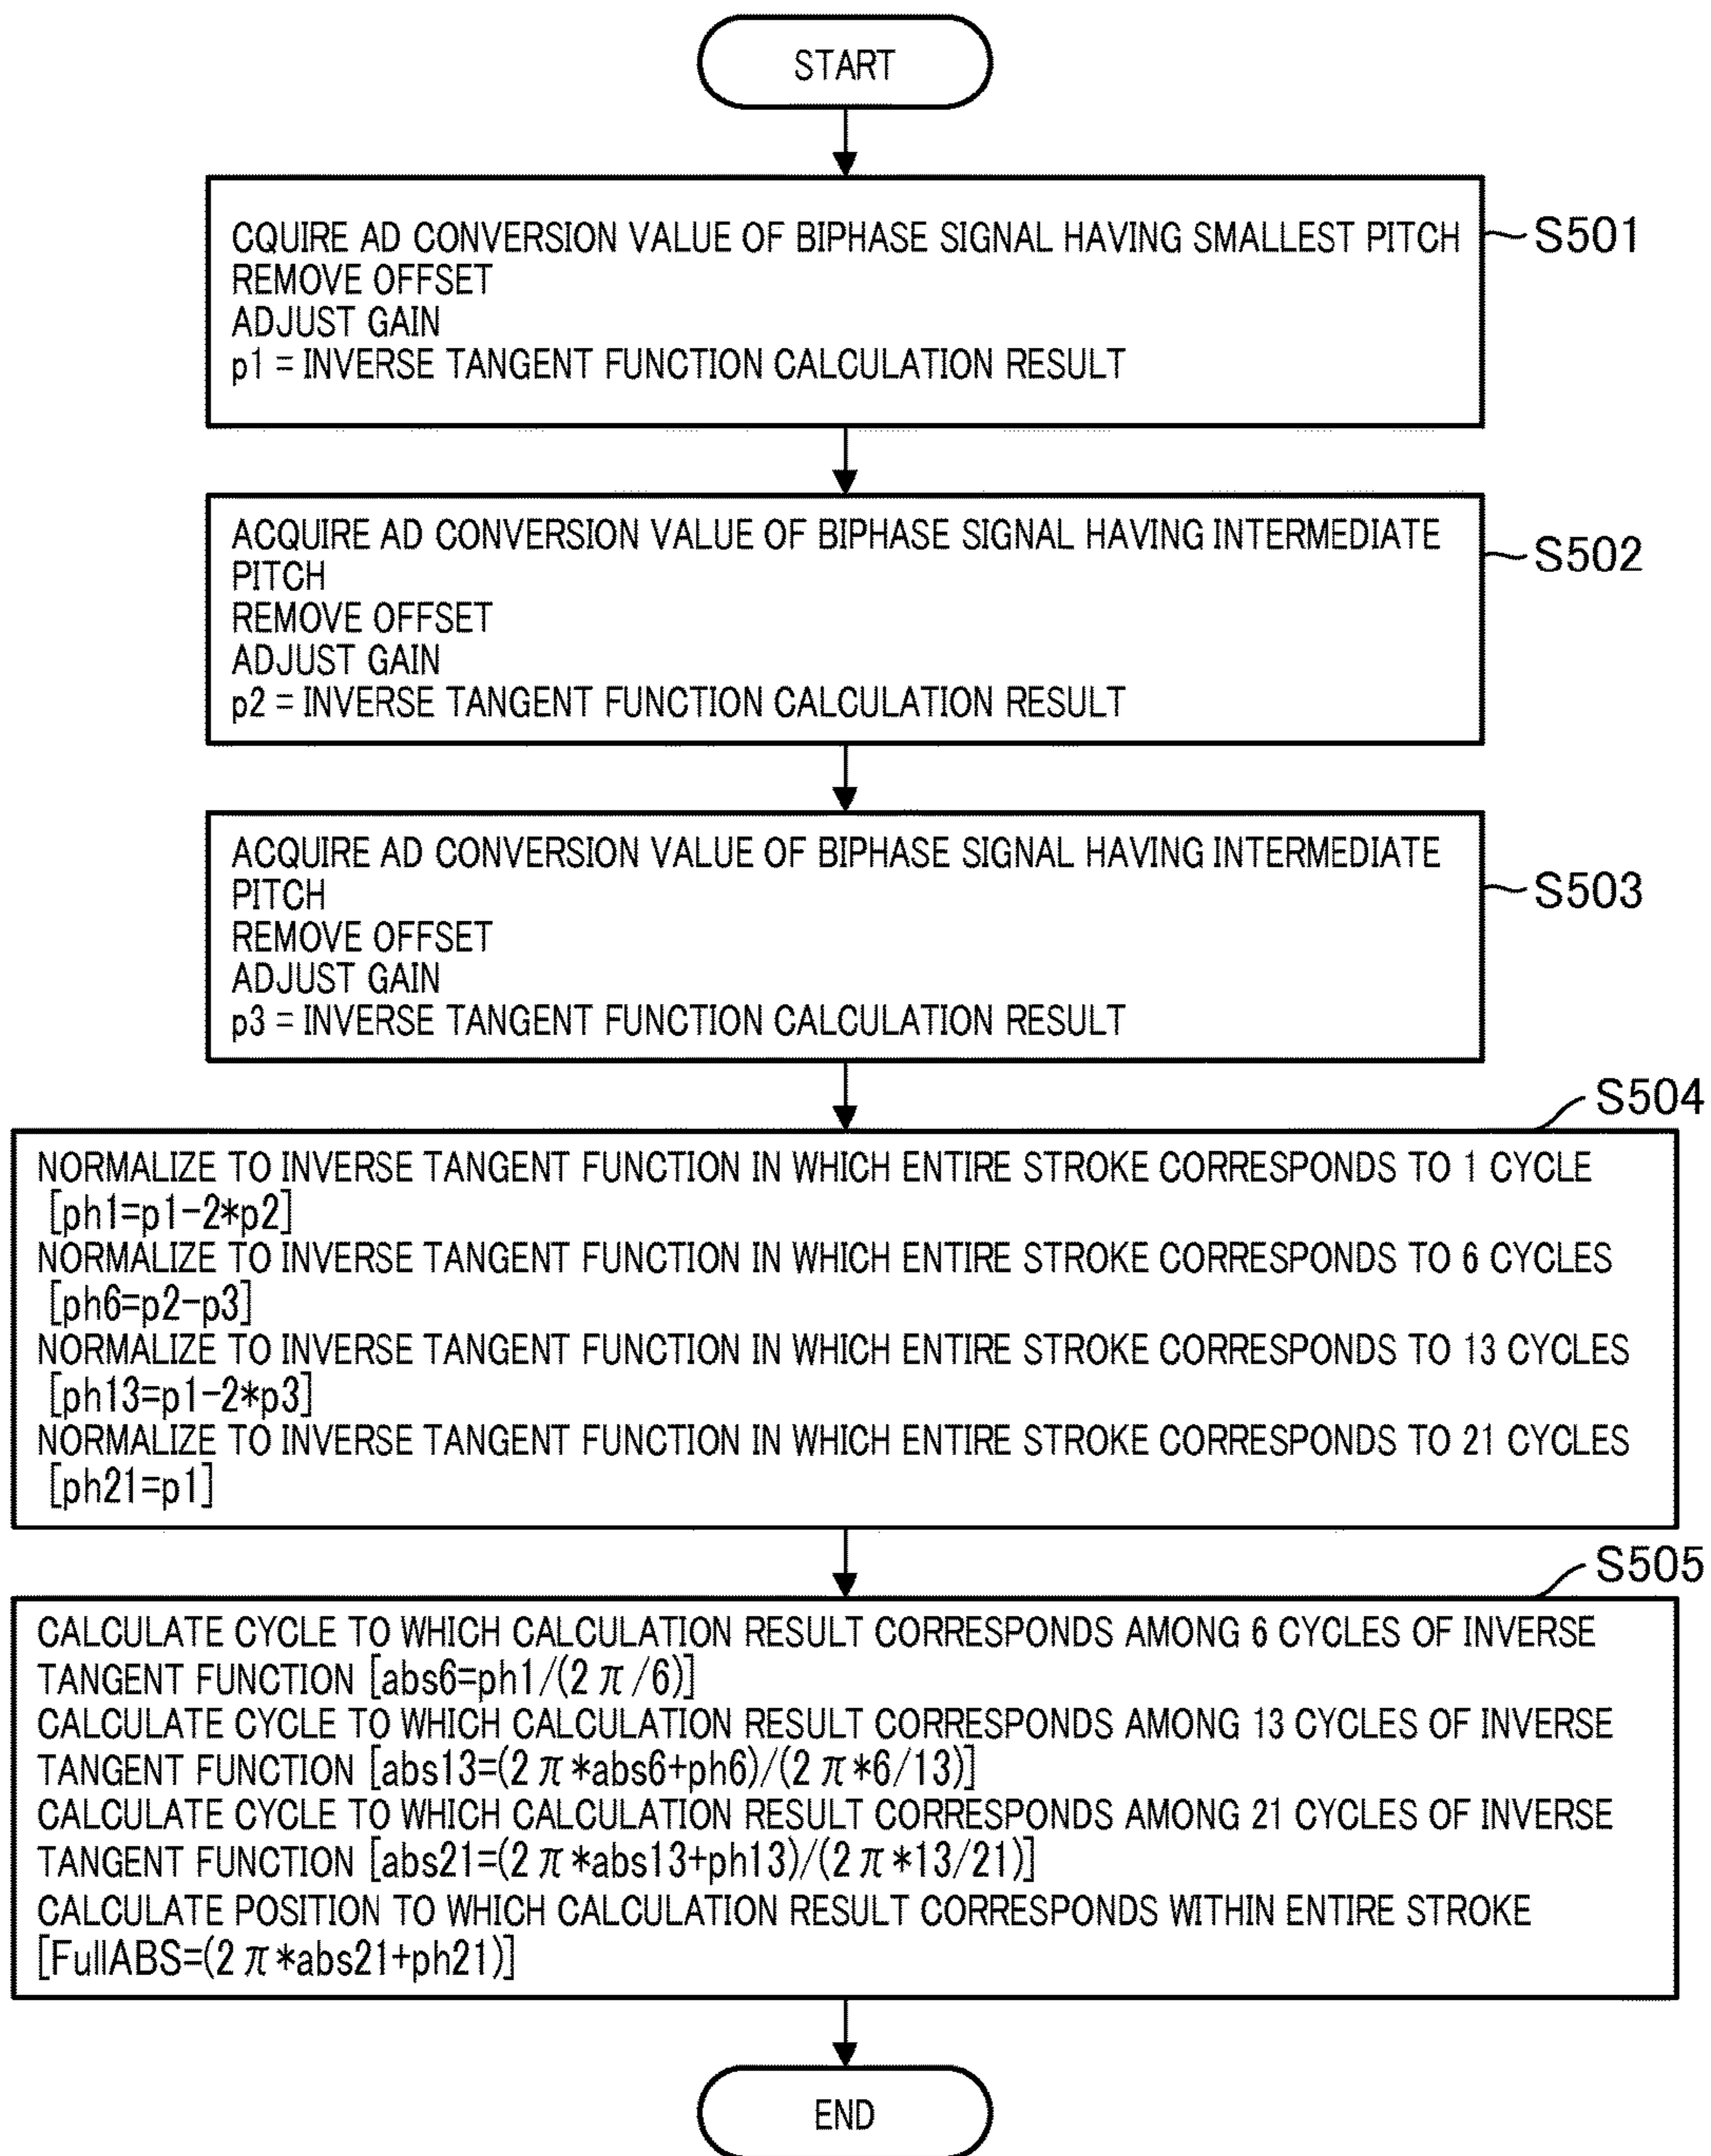 START
CQUIRE AD CONVERSION VALUE OF BIPHASE SIGNAL HAVING SMALLEST PITCH
REMOVE OFFSET
ADJUST GAIN
p1 = INVERSE TANGENT FUNCTION CALCULATION RESULT
S501
ACQUIRE AD CONVERSION VALUE OF BIPHASE SIGNAL HAVING INTERMEDIATE
PITCH
REMOVE OFFSET
ADJUST GAIN
p2 = INVERSE TANGENT FUNCTION CALCULATION RESULT
S502
ACQUIRE AD CONVERSION VALUE OF BIPHASE SIGNAL HAVING INTERMEDIATE
PITCH
REMOVE OFFSET
ADJUST GAIN
p3 = INVERSE TANGENT FUNCTION CALCULATION RESULT
S503
S504
NORMALIZE TO INVERSE TANGENT FUNCTION IN WHICH ENTIRE STROKE CORRESPONDS TO 1 CYCLE
[ph1=p1-2*p2]
NORMALIZE TO INVERSE TANGENT FUNCTION IN WHICH ENTIRE STROKE CORRESPONDS TO 6 CYCLES
[ph6=p2-p3]
NORMALIZE TO INVERSE TANGENT FUNCTION IN WHICH ENTIRE STROKE CORRESPONDS TO 13 CYCLES
[ph13=p1-2*p3]
NORMALIZE TO INVERSE TANGENT FUNCTION IN WHICH ENTIRE STROKE CORRESPONDS TO 21 CYCLES
[ph21=p1]
S505
CALCULATE CYCLE TO WHICH CALCULATION RESULT CORRESPONDS AMONG 6 CYCLES OF INVERSE
TANGENT FUNCTION [abs6=ph1/(2π/6)]
CALCULATE CYCLE TO WHICH CALCULATION RESULT CORRESPONDS AMONG 13 CYCLES OF INVERSE
TANGENT FUNCTION [abs13=(2π*abs6+ph6)/(2π*6/13)]
CALCULATE CYCLE TO WHICH CALCULATION RESULT CORRESPONDS AMONG 21 CYCLES OF INVERSE
TANGENT FUNCTION [abs21=(2π*abs13+ph13)/(2π*13/21)]
CALCULATE POSITION TO WHICH CALCULATION RESULT CORRESPONDS WITHIN ENTIRE STROKE
[FullABS=(2π*abs21+ph21)]
END